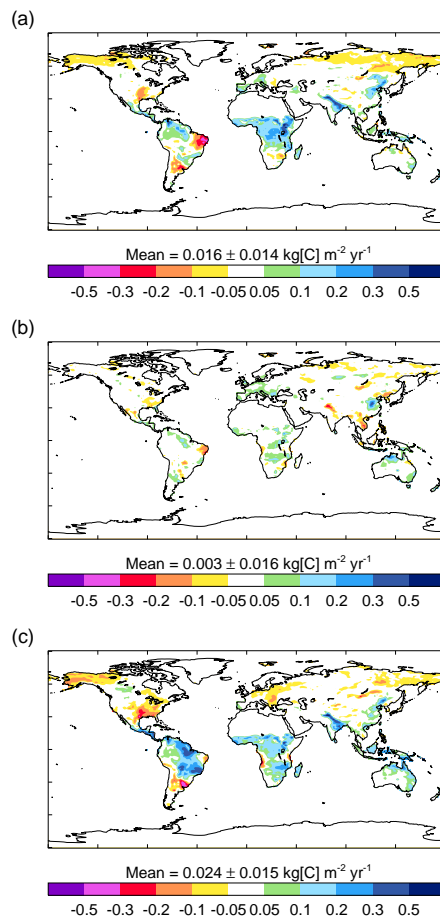 (a)
Mean = 0.016 ± 0.014 kg[C] m⁻² yr⁻¹
-0.5 -0.3 -0.2 -0.1 -0.05 0.05 0.1 0.2 0.3 0.5
(b)
Mean = 0.003 ± 0.016 kg[C] m⁻² yr⁻¹
-0.5 -0.3 -0.2 -0.1 -0.05 0.05 0.1 0.2 0.3 0.5
(c)
Mean = 0.024 ± 0.015 kg[C] m⁻² yr⁻¹
-0.5 -0.3 -0.2 -0.1 -0.05 0.05 0.1 0.2 0.3 0.5